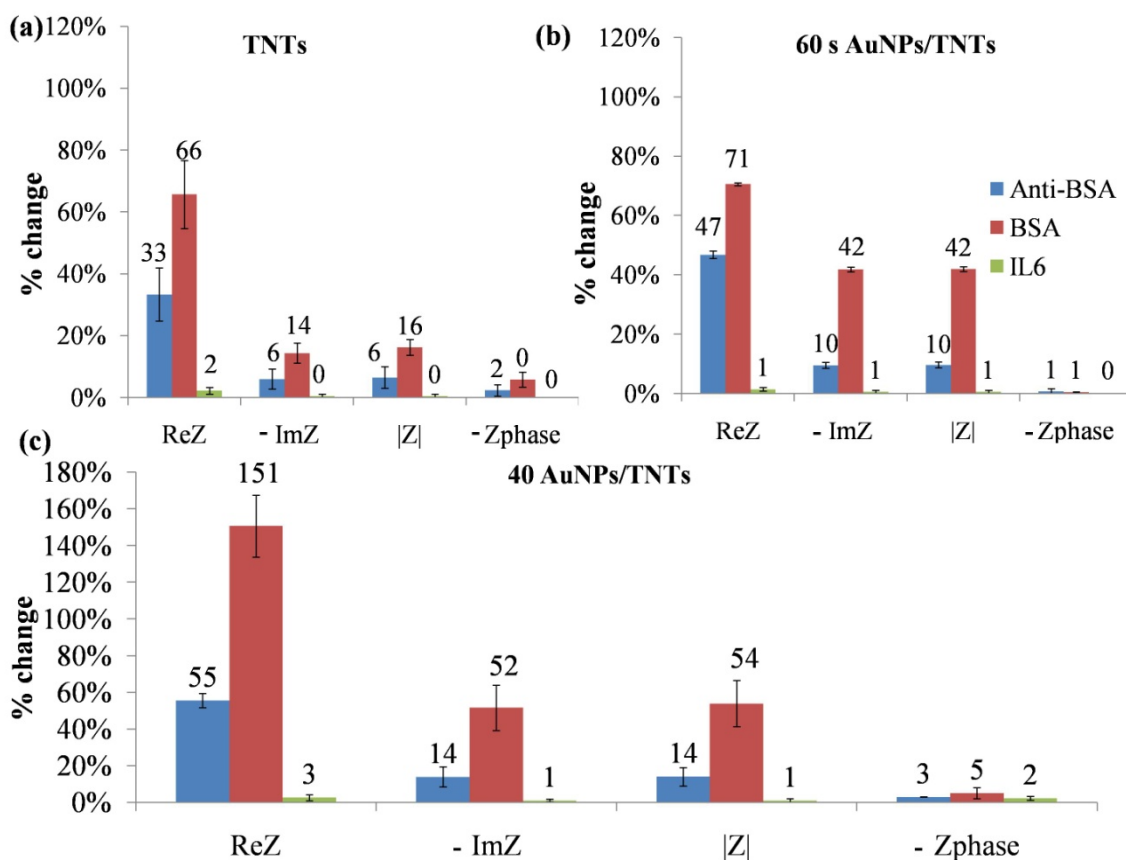 (a)
TNTs
120%
100%
80%
60%
40%
20%
0%
% change
33
66
2
6
14
0
6
16
0
2
0
0
ReZ
- ImZ
|Z|
- Zphase
(b)
60 s AuNPs/TNTs
120%
100%
80%
60%
40%
20%
0%
% change
47
71
1
10
42
1
10
42
1
1
1
0
Anti-BSA
BSA
IL6
ReZ
- ImZ
|Z|
- Zphase
(c)
40 AuNPs/TNTs
180%
160%
140%
120%
100%
80%
60%
40%
20%
0%
% change
55
151
3
14
52
1
14
54
1
3
5
2
ReZ
- ImZ
|Z|
- Zphase